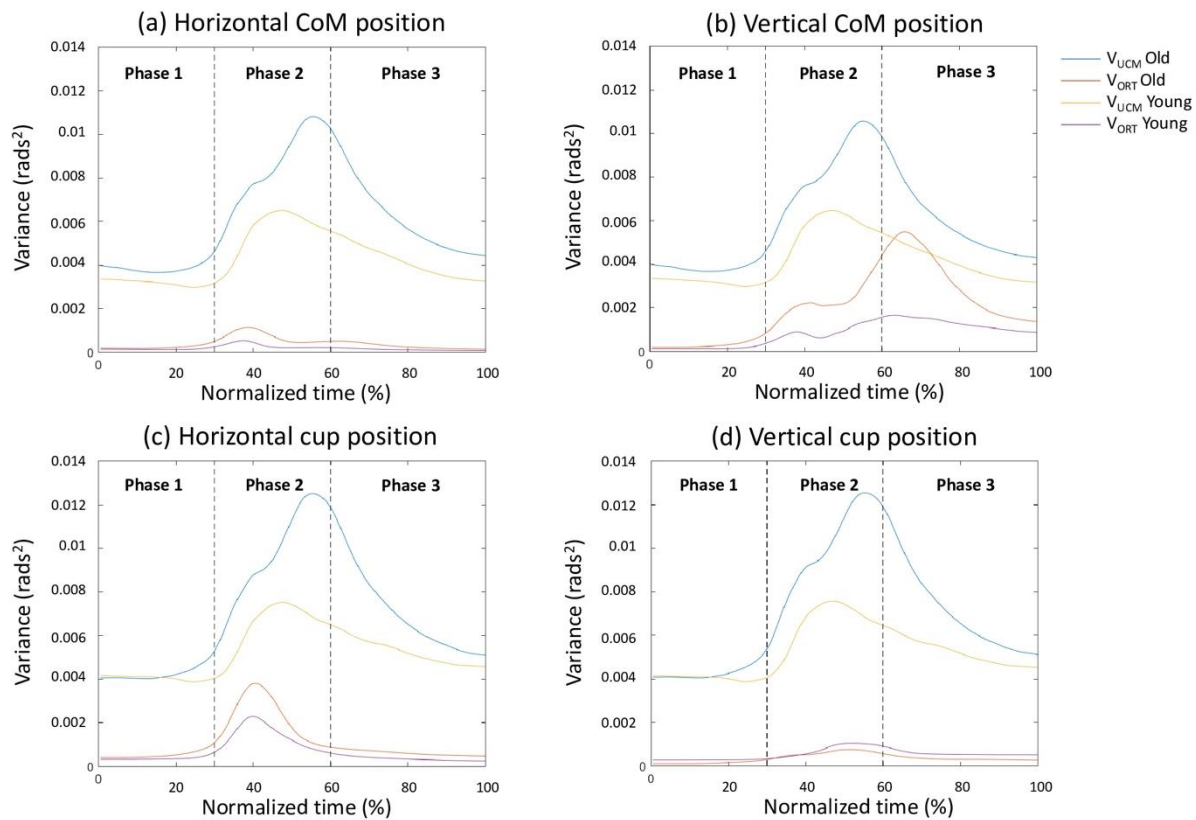 (a) Horizontal CoM position
0.014
0.012
0.01
0.008
0.006
0.004
0.002
0
Variance (rads²)
Phase 1 Phase 2 Phase 3
0 20 40 60 80 100
Normalized time (%)
(b) Vertical CoM position
0.014
0.012
0.01
0.008
0.006
0.004
0.002
0
Variance (rads²)
Phase 1 Phase 2 Phase 3
0 20 40 60 80 100
Normalized time (%)
V_UCM Old
V_ORT Old
V_UCM Young
V_ORT Young
(c) Horizontal cup position
0.014
0.012
0.01
0.008
0.006
0.004
0.002
0
Variance (rads²)
Phase 1 Phase 2 Phase 3
0 20 40 60 80 100
Normalized time (%)
(d) Vertical cup position
0.014
0.012
0.01
0.008
0.006
0.004
0.002
0
Variance (rads²)
Phase 1 Phase 2 Phase 3
0 20 40 60 80 100
Normalized time (%)